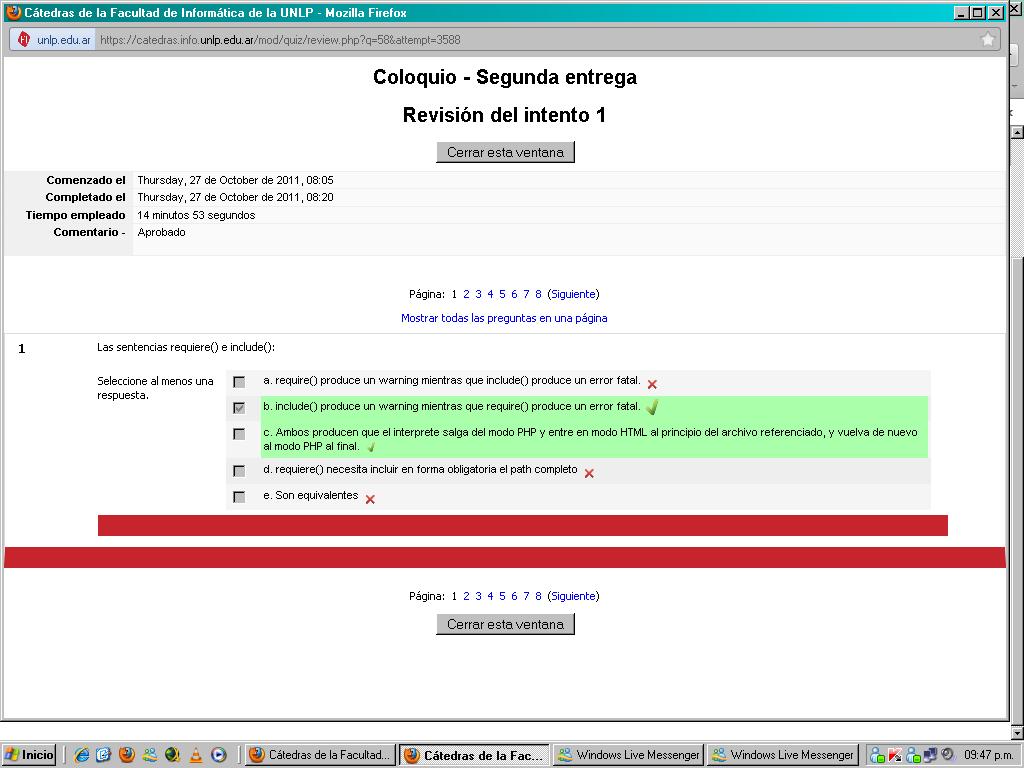 Cátedras de la Facultad de Informática de la UNLP - Mozilla Firefox
unlp.edu.ar https://catedras.info.unlp.edu.ar/mod/quiz/review.php?q=58&attempt=3588
Coloquio - Segunda entrega
Revisión del intento 1
Cerrar esta ventana
Comenzado el Thursday, 27 de October de 2011, 08:05
Completado el Thursday, 27 de October de 2011, 08:20
Tiempo empleado 14 minutos 53 segundos
Comentario - Aprobado
Página: 1 2 3 4 5 6 7 8 (Siguiente)
Mostrar todas las preguntas en una página
1 Las sentencias requiere() e include():
Seleccione al menos una
respuesta.
a. require() produce un warning mientras que include() produce un error fatal.
b. include() produce un warning mientras que require() produce un error fatal.
c. Ambos producen que el interprete salga del modo PHP y entre en modo HTML al principio del archivo referenciado, y vuelva de nuevo
al modo PHP al final.
d. requiere() necesita incluir en forma obligatoria el path completo
e. Son equivalentes
Página: 1 2 3 4 5 6 7 8 (Siguiente)
Cerrar esta ventana
Inicio Cátedras de la Facultad... Cátedras de la Fac... Windows Live Messenger Windows Live Messenger 09:47 p.m.